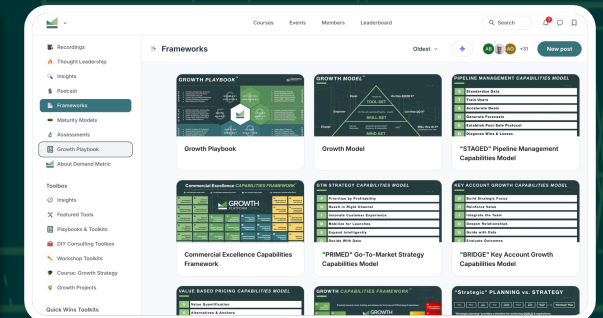 Courses
Events
Members
Leaderboard
Search
Recordings
Thought Leadership
Insights
Podcast
Frameworks
Maturity Models
Assessments
Growth Playbook
About Demand Metric
Toolbox
Insights
Featured Tools
Playbooks & Toolkits
DIY Consulting Toolbox
Workshop Toolkits
Course: Growth Strategy
Growth Projects
Quick Wins Toolkits
Frameworks
Oldest
AB
AO
+31
New post
GROWTH PLAYBOOK
Growth Playbook
GROWTH MODEL
TOOL SET
SKILL SET
MIND SET
Growth Model
PIPELINE MANAGEMENT CAPABILITIES MODEL
Standardize Data
Train Users
Accelerate Deals
Generate Forecasts
Establish Post-Sale Protocol
Diagnose Wins & Losses
"STAGED" Pipeline Management
Capabilities Model
Commercial Excellence CAPABILITIES FRAMEWORK
GROWTH
Commercial Excellence Capabilities
Framework
GTM STRATEGY CAPABILITIES MODEL
Prioritize by Profitability
Reach in Right Channel
Innovate Customer Experience
Mobilize for Launches
Expand Intelligently
Decide With Data
"PRIMED" Go-To-Market Strategy
Capabilities Model
KEY ACCOUNT GROWTH CAPABILITIES MODEL
Build Strategic Focus
Reinforce Value
Integrate the Team
Deepen Relationships
Guide with Data
Evaluate Outcomes
"BRIDGE" Key Account Growth
Capabilities Model
VALUE BASED PRICING CAPABILITIES MODEL
Value Quantification
Alternatives & Anchors
GROWTH CAPABILITIES FRAMEWORK
GROWTH
"Strategic" PLANNING vs. STRATEGY